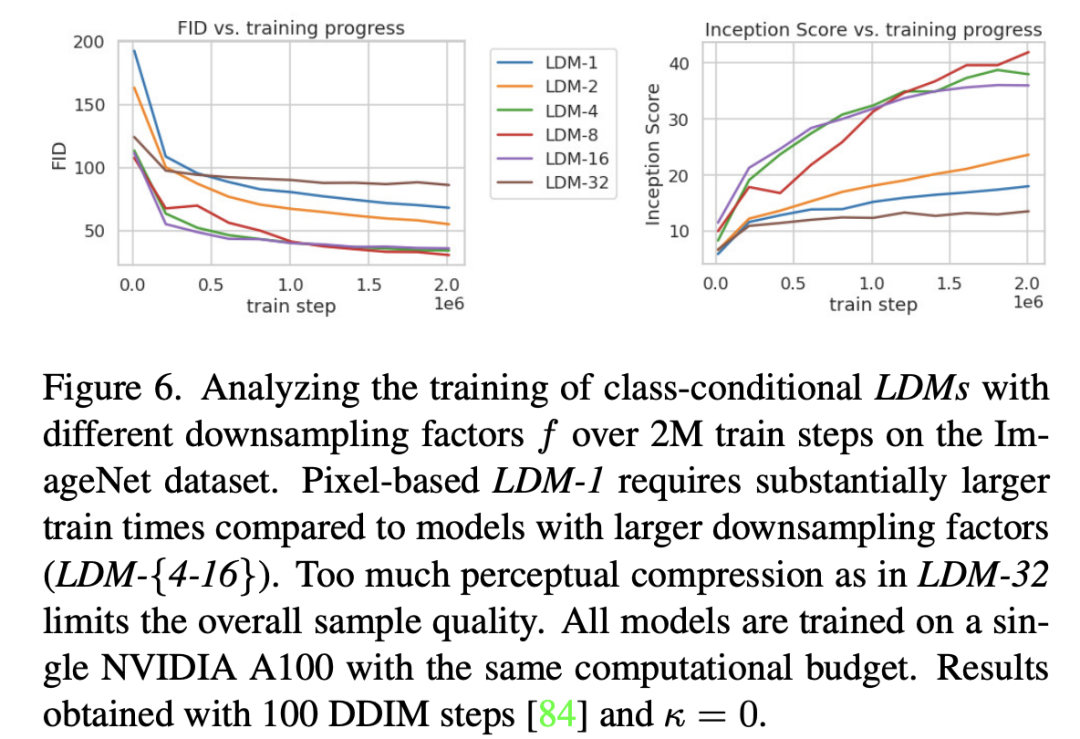 FID vs. training progress
200
150
100
50
FID
0.0 0.5 1.0 1.5 2.0
1e6
train step
LDM-1
LDM-2
LDM-4
LDM-8
LDM-16
LDM-32
Inception Score vs. training progress
40
30
20
10
Inception Score
0.0 0.5 1.0 1.5 2.0
1e6
train step
Figure 6. Analyzing the training of class-conditional LDMs with
different downsampling factors f over 2M train steps on the Im-
ageNet dataset. Pixel-based LDM-1 requires substantially larger
train times compared to models with larger downsampling factors
(LDM-{4-16}). Too much perceptual compression as in LDM-32
limits the overall sample quality. All models are trained on a sin-
gle NVIDIA A100 with the same computational budget. Results
obtained with 100 DDIM steps [84] and κ = 0.